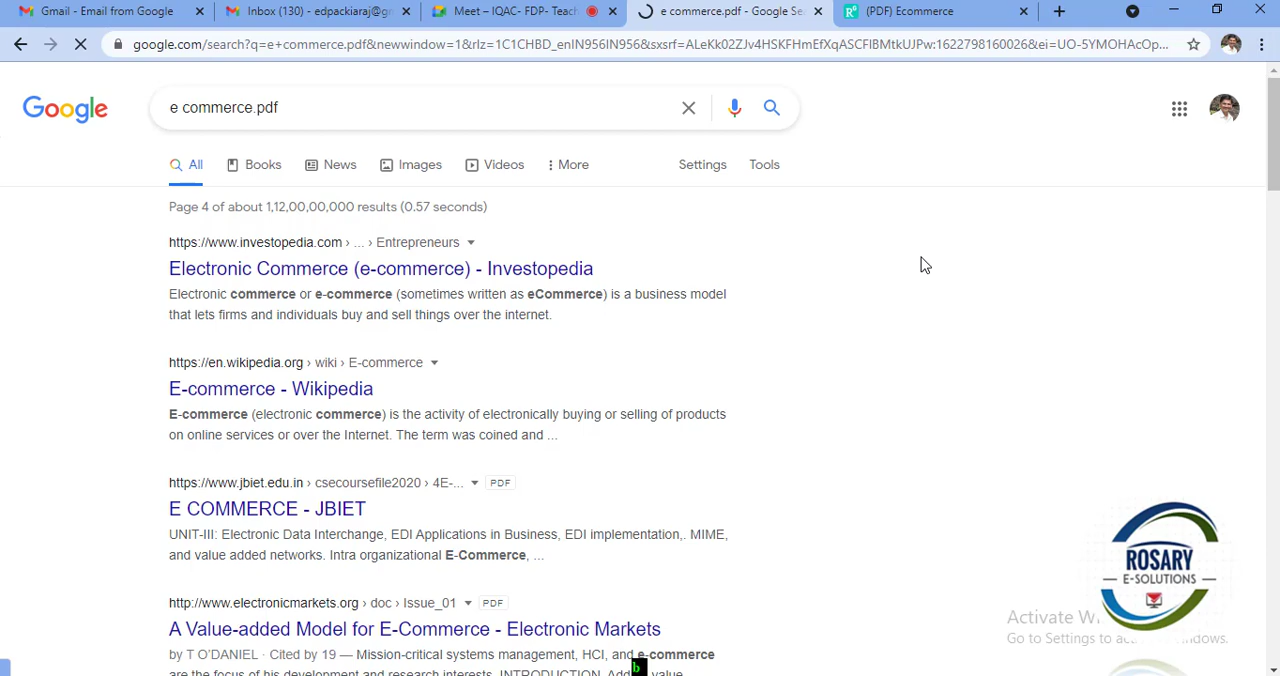 Gmail - Email from Google
Inbox (130) - edpackiaraj@gm
Meet – IQAC- FDP- Teach
e commerce.pdf - Google Sea
(PDF) Ecommerce
google.com/search?q=e+commerce.pdf&newwindow=1&rlz=1C1CHBD_enIN956IN956&sxsrf=ALeKk02ZJv4HSKFHmEfXqASCFIBMtkUJPw:1622798160026&ei=UO-5YMOHAcOp...
Google
e commerce.pdf
All Books News Images Videos More Settings Tools
Page 4 of about 1,12,00,00,000 results (0.57 seconds)
https://www.investopedia.com › ... › Entrepreneurs
Electronic Commerce (e-commerce) - Investopedia
Electronic commerce or e-commerce (sometimes written as eCommerce) is a business model
that lets firms and individuals buy and sell things over the internet.
https://en.wikipedia.org › wiki › E-commerce
E-commerce - Wikipedia
E-commerce (electronic commerce) is the activity of electronically buying or selling of products
on online services or over the Internet. The term was coined and ...
https://www.jbiet.edu.in › csecoursefile2020 › 4E-... PDF
E COMMERCE - JBIET
UNIT-III: Electronic Data Interchange, EDI Applications in Business, EDI implementation,. MIME,
and value added networks. Intra organizational E-Commerce, ...
http://www.electronicmarkets.org › doc › Issue_01 PDF
A Value-added Model for E-Commerce - Electronic Markets
by T O'DANIEL · Cited by 19 — Mission-critical systems management, HCI, and e-commerce
are the focus of his development and research interests. INTRODUCTION. value
b
ROSARY
E-SOLUTIONS
Activate
Go to Settings to